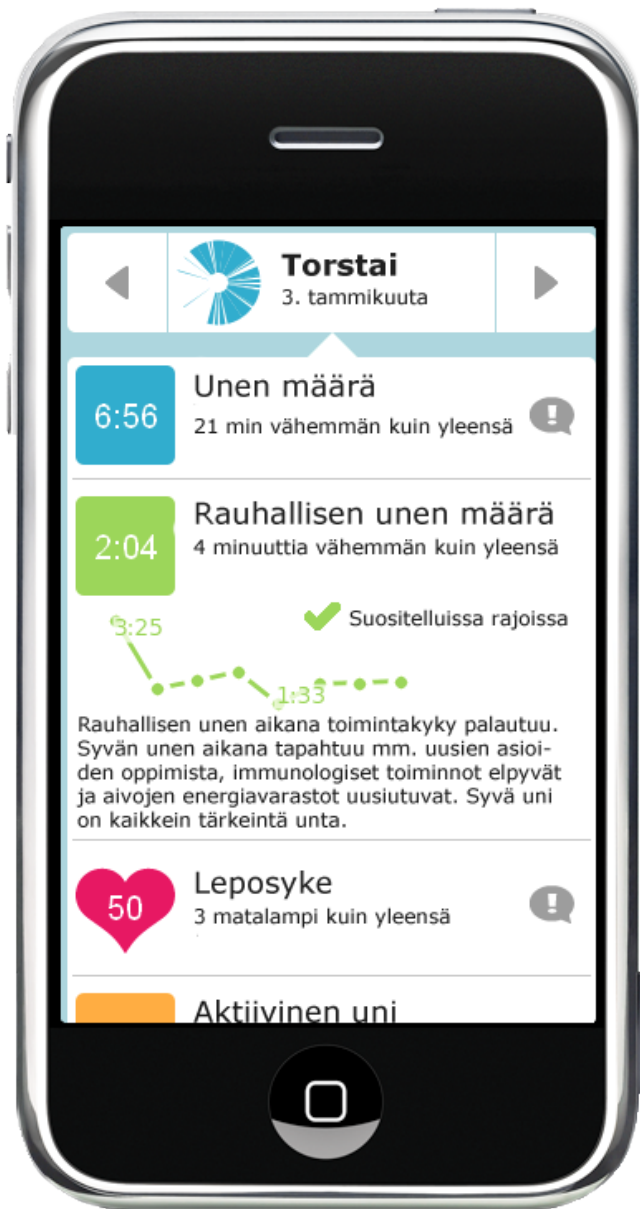 Torstai
3. tammikuuta
6:56
Unen määrä
21 min vähemmän kuin yleensä
2:04
Rauhallisen unen määrä
4 minuuttia vähemmän kuin yleensä
Suositelluissa rajoissa
3:25
1:33
Rauhallisen unen aikana toimintakyky palautuu.
Syvän unen aikana tapahtuu mm. uusien asioi-
den oppimista, immunologiset toiminnot elpyvät
ja aivojen energiavarastot uusiutuvat. Syvä uni
on kaikkein tärkeintä unta.
50
Leposyke
3 matalampi kuin yleensä
Aktiivinen uni